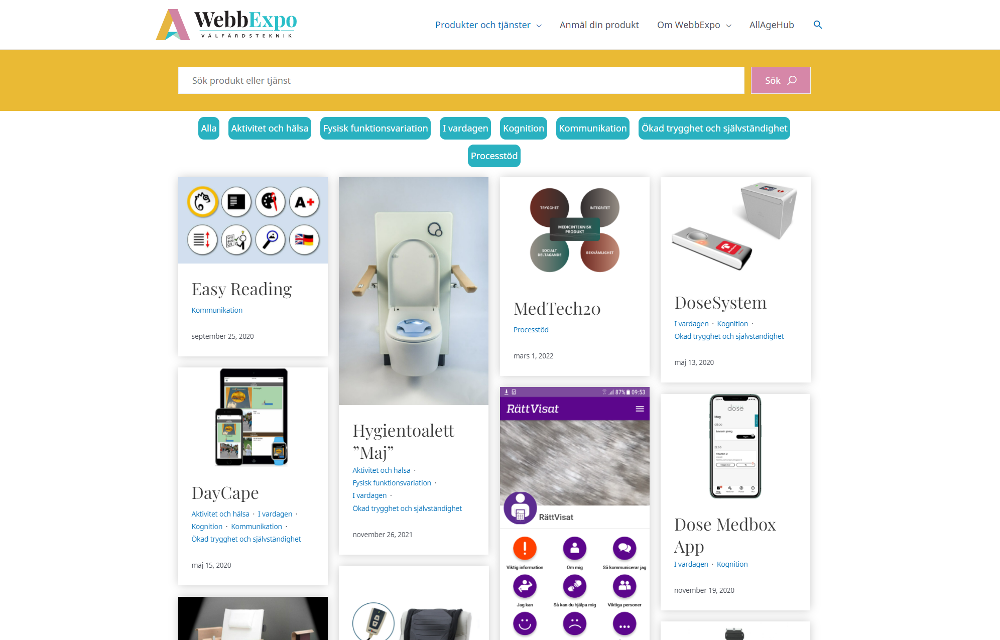 WebbExpo
VÄLFÄRDSTEKNIK
Produkter och tjänster
Anmäl din produkt
Om WebbExpo
AllAgeHub
Sök produkt eller tjänst
Sök
Alla
Aktivitet och hälsa
Fysisk funktionsvariation
I vardagen
Kognition
Kommunikation
Ökad trygghet och självständighet
Processtöd
A+
Easy Reading
Kommunikation
september 25, 2020
Hygientoalett
”Maj”
Aktivitet och hälsa ·
Fysisk funktionsvariation ·
I vardagen ·
Ökad trygghet och självständighet
november 26, 2021
TRYGGHET
INTEGRITET
MEDICINTEKNISK
PRODUKT
SOCIALT
DELTAGANDE
BEKVÄMLIGHET
MedTech20
Processtöd
mars 1, 2022
DoseSystem
I vardagen · Kognition ·
Ökad trygghet och självständighet
maj 13, 2020
DayCape
Aktivitet och hälsa · I vardagen ·
Kognition · Kommunikation ·
Ökad trygghet och självständighet
maj 15, 2020
87% 09:53
RättVisat
RättVisat
Viktig information
Om mig
Så kommunicerar jag
Jag kan
Så kan du hjälpa mig
Viktiga personer
dose
Idag
Vitamin D
Dose Medbox
App
I vardagen · Kognition
november 19, 2020